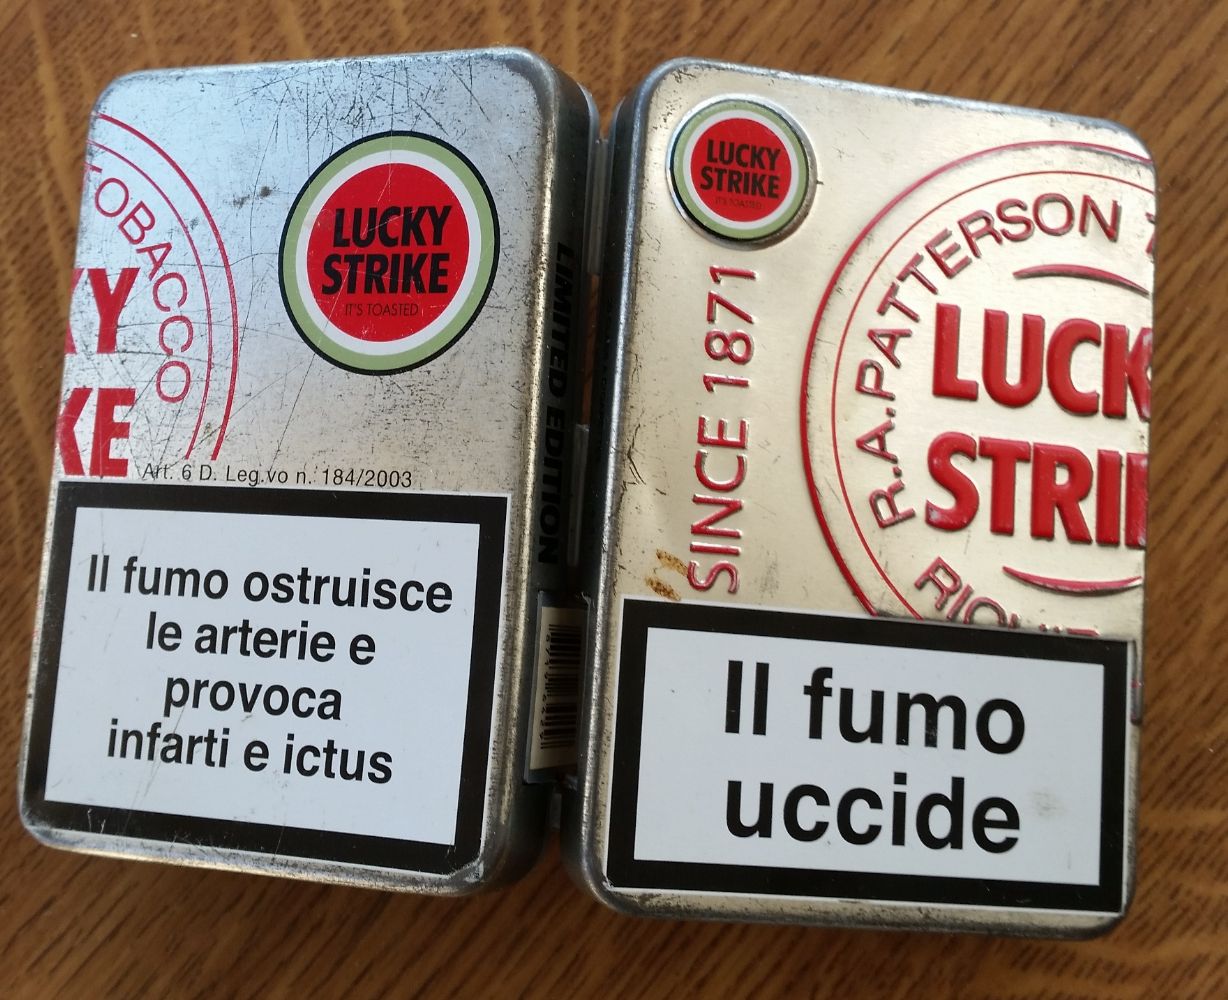 TOBACCO
KY
KE
LUCKY
STRIKE
IT'S TOASTED
Art. 6 D. Leg.vo n. 184/2003
Il fumo ostruisce
le arterie e
provoca
infarti e ictus
LIMITED EDITION
LUCKY
STRIKE
IT'S TOASTED
SINCE 1871
R.A.PATTERSON
LUCK
STRI
Il fumo
uccide